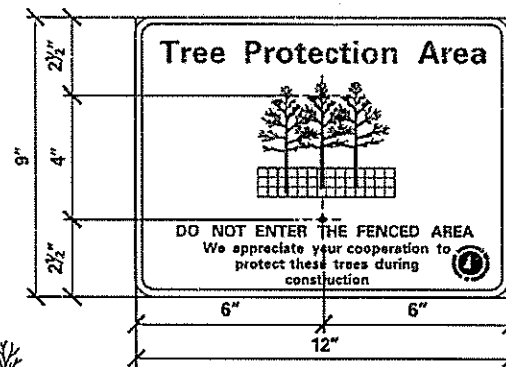 Tree Protection Area
2½"
4"
9"
2½"
DO NOT ENTER THE FENCED AREA
We appreciate your cooperation to
protect these trees during
construction
6"
6"
12"